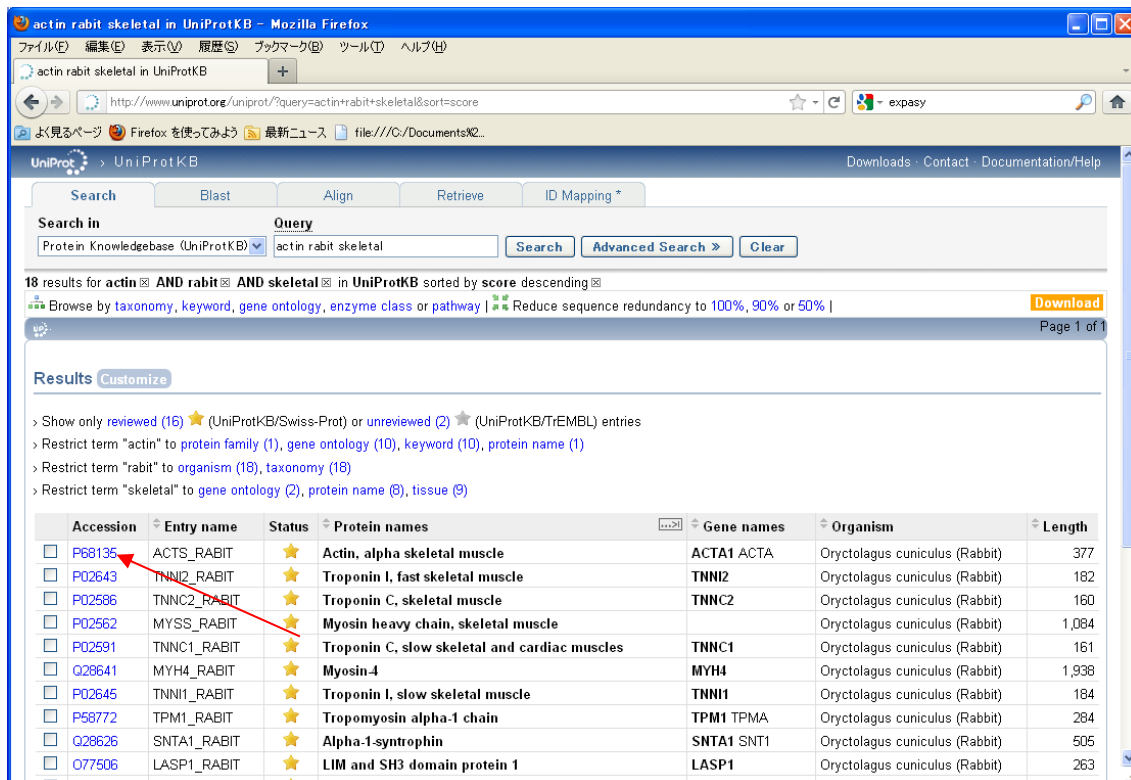 actin rabit skeletal in UniProtKB - Mozilla Firefox
ファイル(F) 編集(E) 表示(V) 履歴(S) ブックマーク(B) ツール(T) ヘルプ(H)
actin rabit skeletal in UniProtKB +
http://www.uniprot.org/uniprot/?query=actin+rabit+skeletal&sort=score expasy
よく見るページ Firefox を使ってみよう 最新ニュース file:///C:/Documents%2...
UniProt › UniProtKB Downloads · Contact · Documentation/Help
Search Blast Align Retrieve ID Mapping *
Search in Query
Protein Knowledgebase (UniProtKB) actin rabit skeletal Search Advanced Search » Clear
18 results for actin AND rabit AND skeletal in UniProtKB sorted by score descending
Browse by taxonomy, keyword, gene ontology, enzyme class or pathway | Reduce sequence redundancy to 100%, 90% or 50% | Download
Page 1 of 1
Results Customize
› Show only reviewed (16) (UniProtKB/Swiss-Prot) or unreviewed (2) (UniProtKB/TrEMBL) entries
› Restrict term "actin" to protein family (1), gene ontology (10), keyword (10), protein name (1)
› Restrict term "rabit" to organism (18), taxonomy (18)
› Restrict term "skeletal" to gene ontology (2), protein name (8), tissue (9)
Accession Entry name Status Protein names Gene names Organism Length
P68135 ACTS_RABIT Actin, alpha skeletal muscle ACTA1 ACTA Oryctolagus cuniculus (Rabbit) 377
P02643 TNNI2_RABIT Troponin I, fast skeletal muscle TNNI2 Oryctolagus cuniculus (Rabbit) 182
P02586 TNNC2_RABIT Troponin C, skeletal muscle TNNC2 Oryctolagus cuniculus (Rabbit) 160
P02562 MYSS_RABIT Myosin heavy chain, skeletal muscle Oryctolagus cuniculus (Rabbit) 1,084
P02591 TNNC1_RABIT Troponin C, slow skeletal and cardiac muscles TNNC1 Oryctolagus cuniculus (Rabbit) 161
Q28641 MYH4_RABIT Myosin-4 MYH4 Oryctolagus cuniculus (Rabbit) 1,938
P02645 TNNI1_RABIT Troponin I, slow skeletal muscle TNNI1 Oryctolagus cuniculus (Rabbit) 184
P58772 TPM1_RABIT Tropomyosin alpha-1 chain TPM1 TPMA Oryctolagus cuniculus (Rabbit) 284
Q28626 SNTA1_RABIT Alpha-1-syntrophin SNTA1 SNT1 Oryctolagus cuniculus (Rabbit) 505
O77506 LASP1_RABIT LIM and SH3 domain protein 1 LASP1 Oryctolagus cuniculus (Rabbit) 263